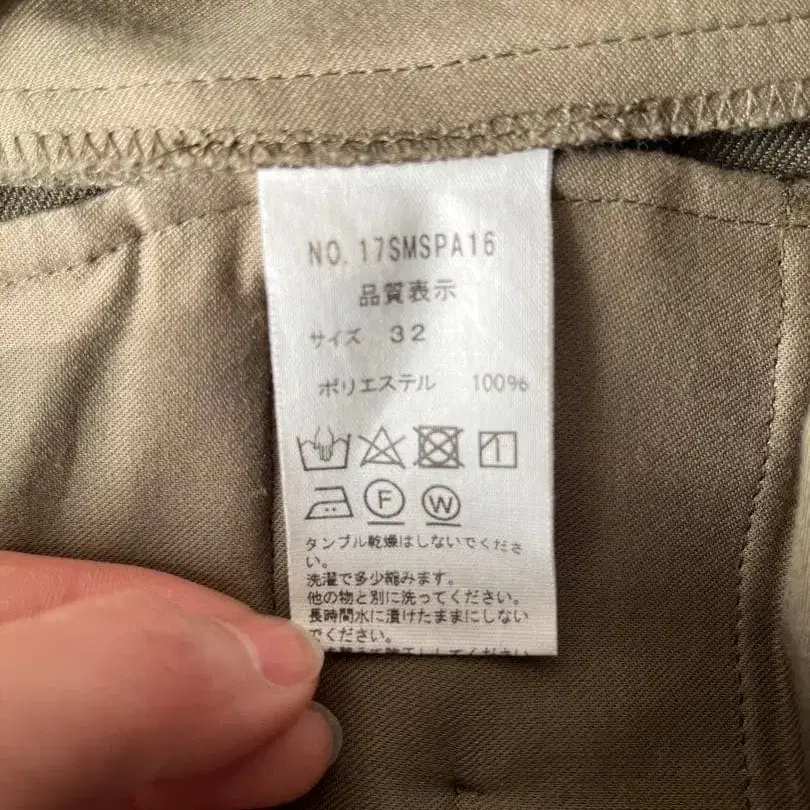 NO.17SMSPA16
品質表示
サイズ 32
ポリエステル 100%
F W
タンブル乾燥はしないでくださ
い。
洗濯で多少縮みます。
他の物と別に洗ってください。
長時間水に漬けたままにしない
でください。